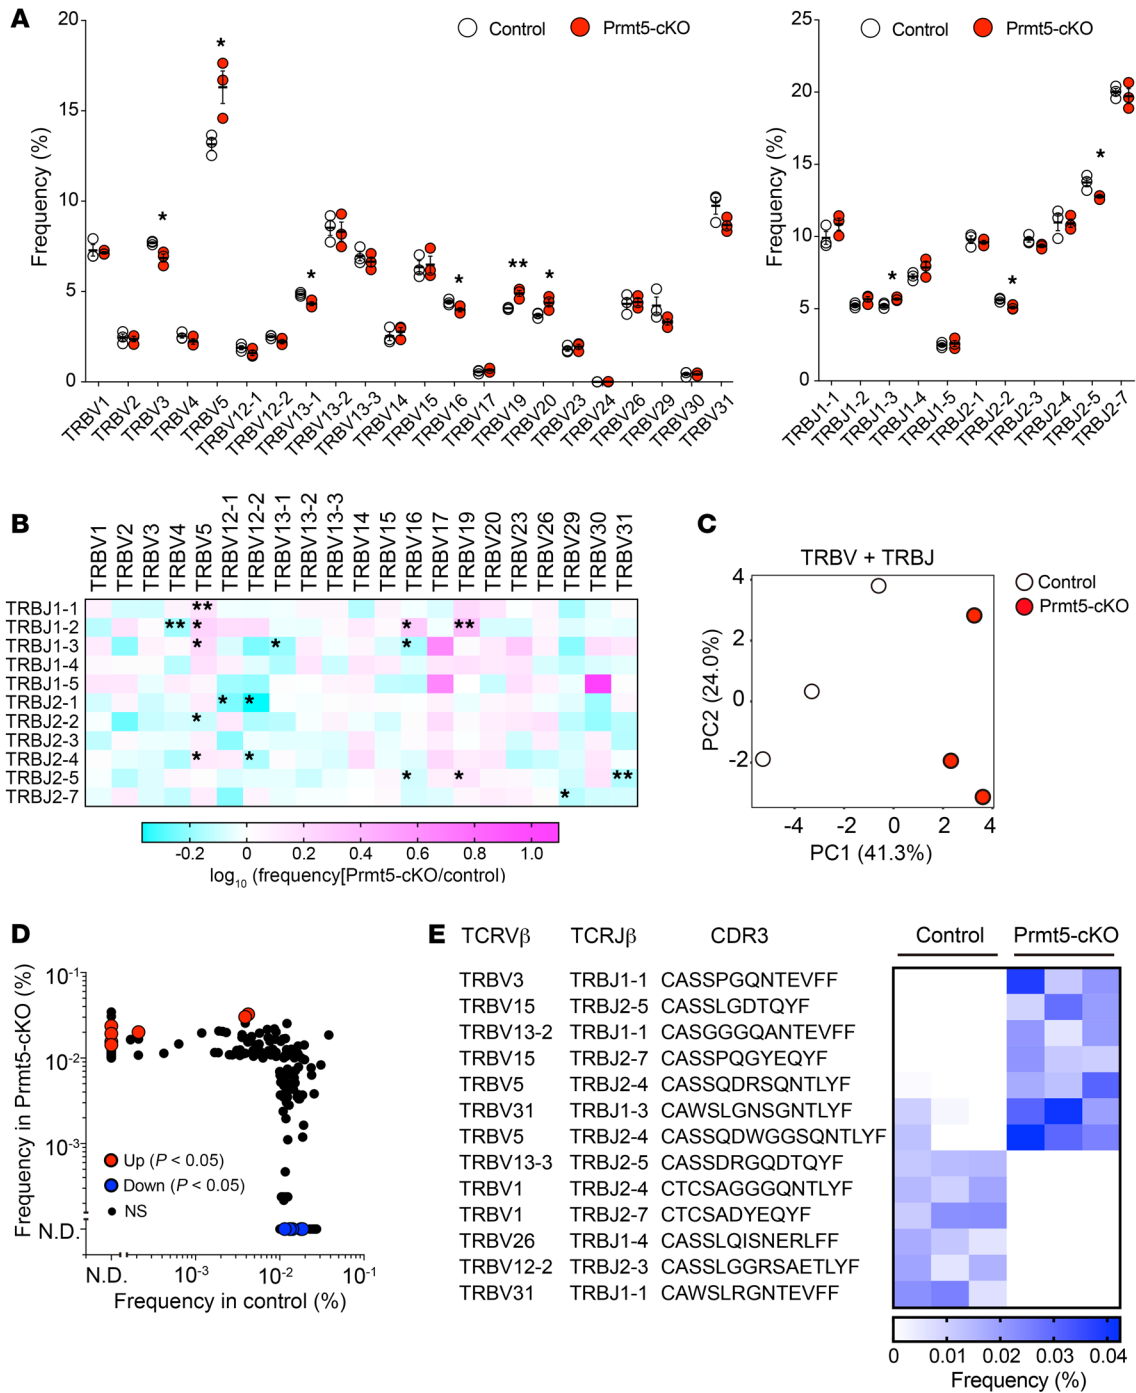 A
Control
Prmt5-cKO
Frequency (%)
20
15
10
5
0
*
*
*
*
**
*
TRBV1
TRBV2
TRBV3
TRBV4
TRBV5
TRBV12-1
TRBV12-2
TRBV13-1
TRBV13-2
TRBV13-3
TRBV14
TRBV15
TRBV16
TRBV17
TRBV19
TRBV20
TRBV23
TRBV24
TRBV26
TRBV29
TRBV30
TRBV31
Control
Prmt5-cKO
Frequency (%)
25
20
15
10
5
0
*
*
*
TRBJ1-1
TRBJ1-2
TRBJ1-3
TRBJ1-4
TRBJ1-5
TRBJ2-1
TRBJ2-2
TRBJ2-3
TRBJ2-4
TRBJ2-5
TRBJ2-7
B
TRBV1
TRBV2
TRBV3
TRBV4
TRBV5
TRBV12-1
TRBV12-2
TRBV13-1
TRBV13-2
TRBV13-3
TRBV14
TRBV15
TRBV16
TRBV17
TRBV19
TRBV20
TRBV23
TRBV26
TRBV29
TRBV30
TRBV31
TRBJ1-1 **
TRBJ1-2 ** * * **
TRBJ1-3 * * *
TRBJ1-4
TRBJ1-5
TRBJ2-1 * *
TRBJ2-2 *
TRBJ2-3
TRBJ2-4 * *
TRBJ2-5 * * **
TRBJ2-7 *
-0.2 0 0.2 0.4 0.6 0.8 1.0
log10 (frequency[Prmt5-cKO/control)
C
TRBV + TRBJ
Control
Prmt5-cKO
PC2 (24.0%)
4
2
0
-2
-4 -2 0 2 4
PC1 (41.3%)
D
Frequency in Prmt5-cKO (%)
10-1
10-2
10-3
N.D.
Up (P < 0.05)
Down (P < 0.05)
NS
N.D. 10-3 10-2 10-1
Frequency in control (%)
E
TCRVβ TCRJβ CDR3 Control Prmt5-cKO
TRBV3 TRBJ1-1 CASSPGQNTEVFF
TRBV15 TRBJ2-5 CASSLGDTQYF
TRBV13-2 TRBJ1-1 CASGGGQANTEVFF
TRBV15 TRBJ2-7 CASSPQGYEQYF
TRBV5 TRBJ2-4 CASSQDRSQNTLYF
TRBV31 TRBJ1-3 CAWSLGNSGNTLYF
TRBV5 TRBJ2-4 CASSQDWGGSQNTLYF
TRBV13-3 TRBJ2-5 CASSDRGQDTQYF
TRBV1 TRBJ2-4 CTCSAGGGQNTLYF
TRBV1 TRBJ2-7 CTCSADYEQYF
TRBV26 TRBJ1-4 CASSLQISNERLFF
TRBV12-2 TRBJ2-3 CASSLGGRSAETLYF
TRBV31 TRBJ1-1 CAWSLRGNTEVFF
0 0.01 0.02 0.03 0.04
Frequency (%)